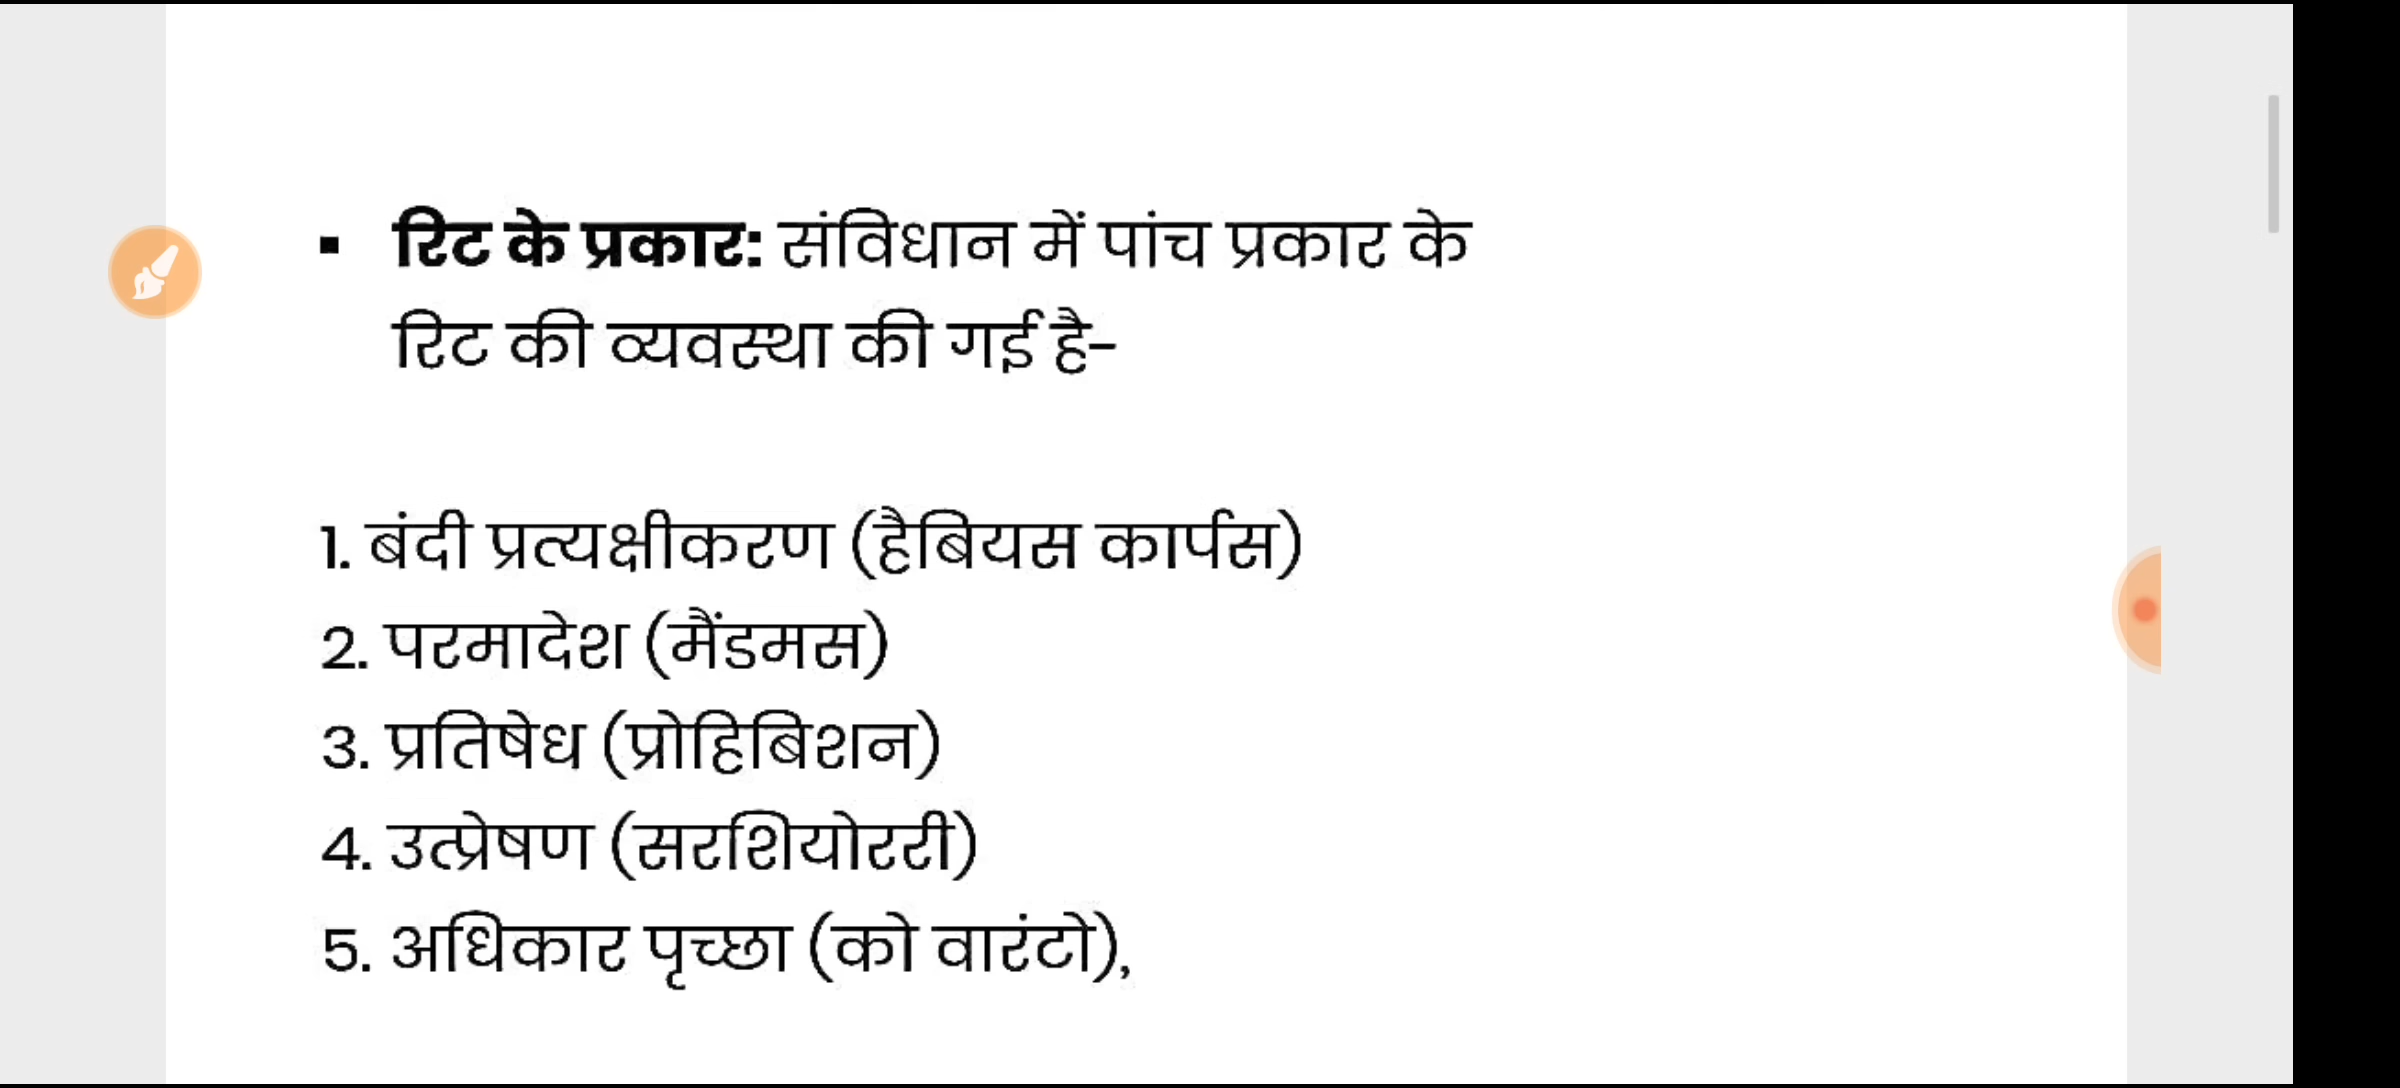 ▪ रिट के प्रकार: संविधान में पांच प्रकार के
रिट की व्यवस्था की गई है-
1. बंदी प्रत्यक्षीकरण (हैबियस कार्पस)
2. परमादेश (मैंडमस)
3. प्रतिषेध (प्रोहिबिशन)
4. उत्प्रेषण (सरशियोररी)
5. अधिकार पृच्छा (को वारंटो),